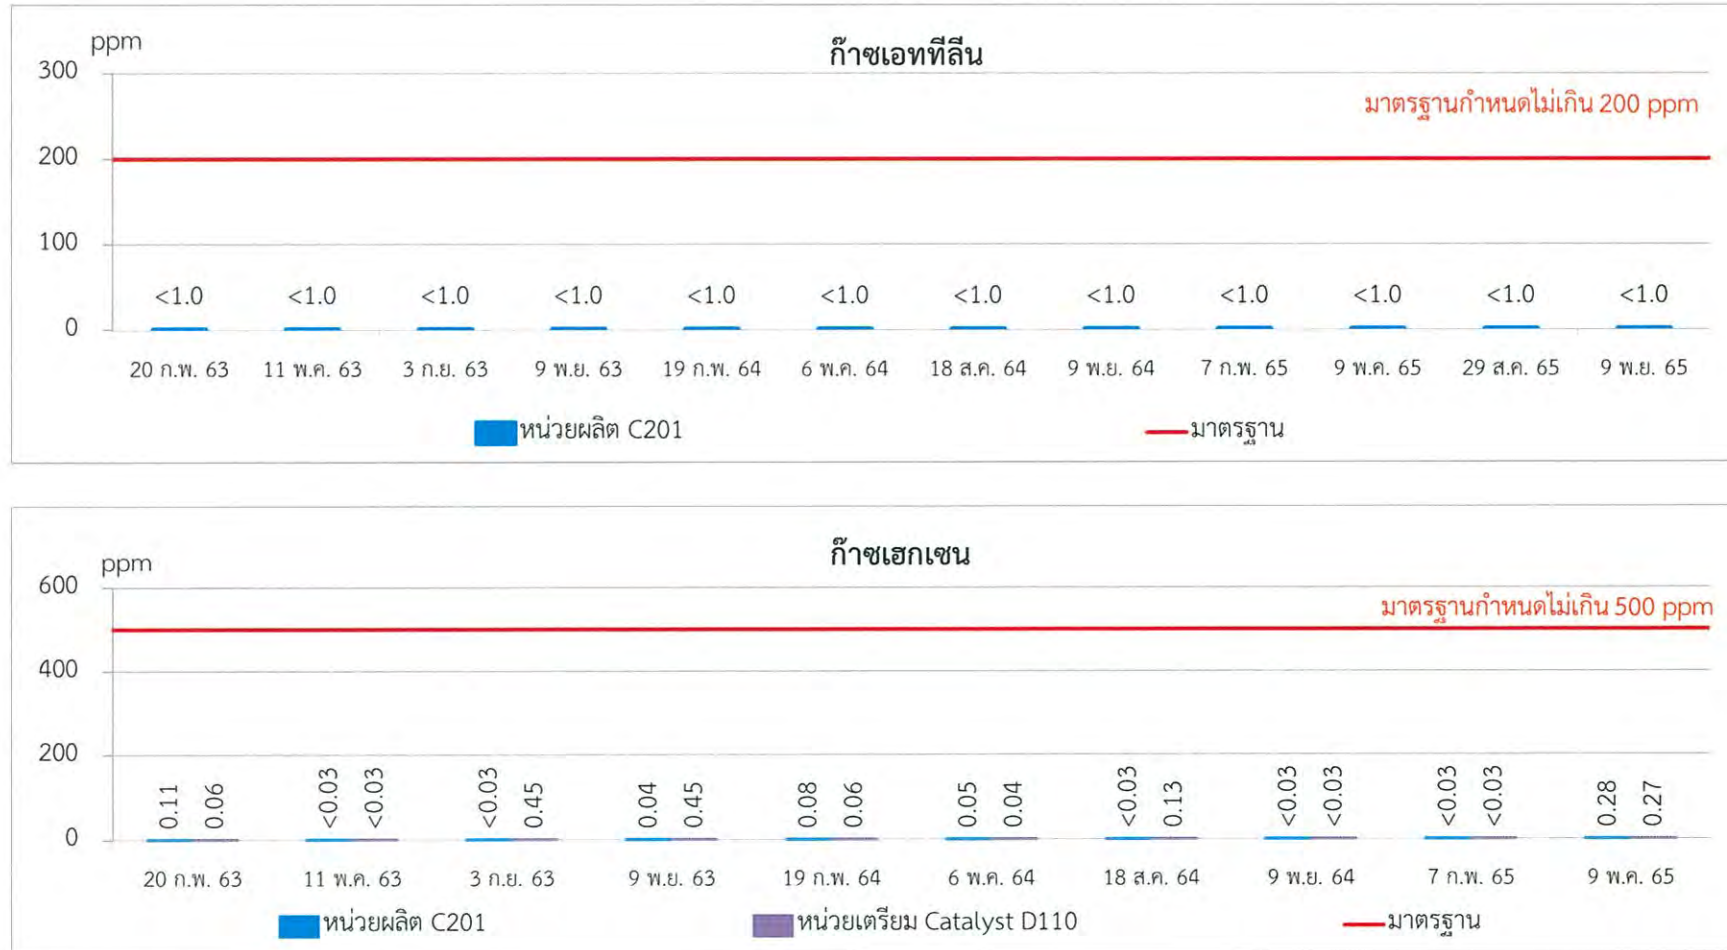 ppm
ก๊าซเอททีลีน
300
มาตรฐานกำหนดไม่เกิน 200 ppm
200
100
<1.0 <1.0 <1.0 <1.0 <1.0 <1.0 <1.0 <1.0 <1.0 <1.0 <1.0 <1.0
0
20 ก.พ. 63 11 พ.ค. 63 3 ก.ย. 63 9 พ.ย. 63 19 ก.พ. 64 6 พ.ค. 64 18 ส.ค. 64 9 พ.ย. 64 7 ก.พ. 65 9 พ.ค. 65 29 ส.ค. 65 9 พ.ย. 65
หน่วยผลิต C201 มาตรฐาน
ก๊าซเฮกเซน
ppm
600
มาตรฐานกำหนดไม่เกิน 500 ppm
400
200
0.11 0.06 <0.03 <0.03 <0.03 0.45 0.04 0.45 0.08 0.06 0.05 0.04 <0.03 0.13 <0.03 <0.03 <0.03 <0.03 0.28 0.27
0
20 ก.พ. 63 11 พ.ค. 63 3 ก.ย. 63 9 พ.ย. 63 19 ก.พ. 64 6 พ.ค. 64 18 ส.ค. 64 9 พ.ย. 64 7 ก.พ. 65 9 พ.ค. 65
หน่วยผลิต C201 หน่วยเตรียม Catalyst D110 มาตรฐาน